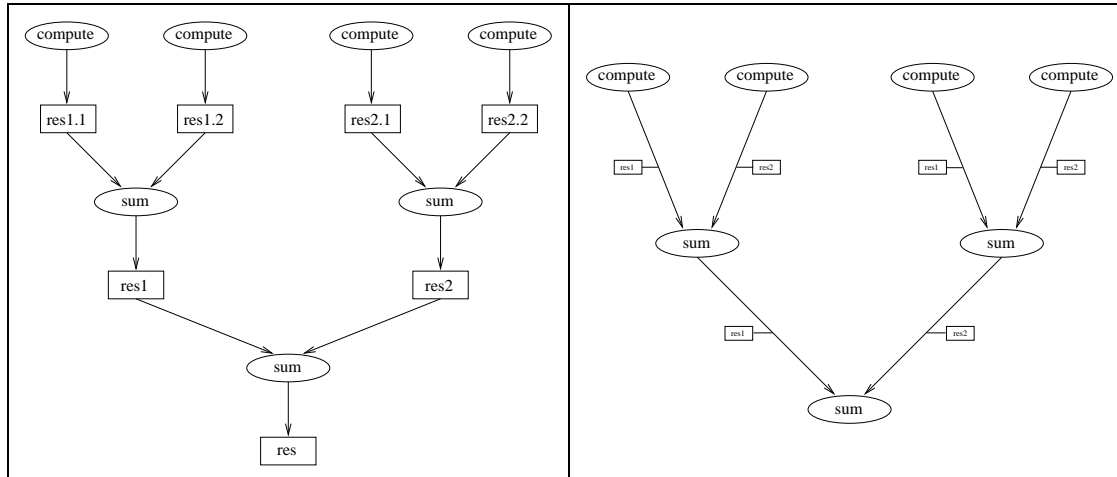 compute compute compute compute
res1.1 res1.2 res2.1 res2.2
sum sum
res1 res2
sum
res
compute compute compute compute
res1 res2 res1 res2
sum sum
res1 res2
sum